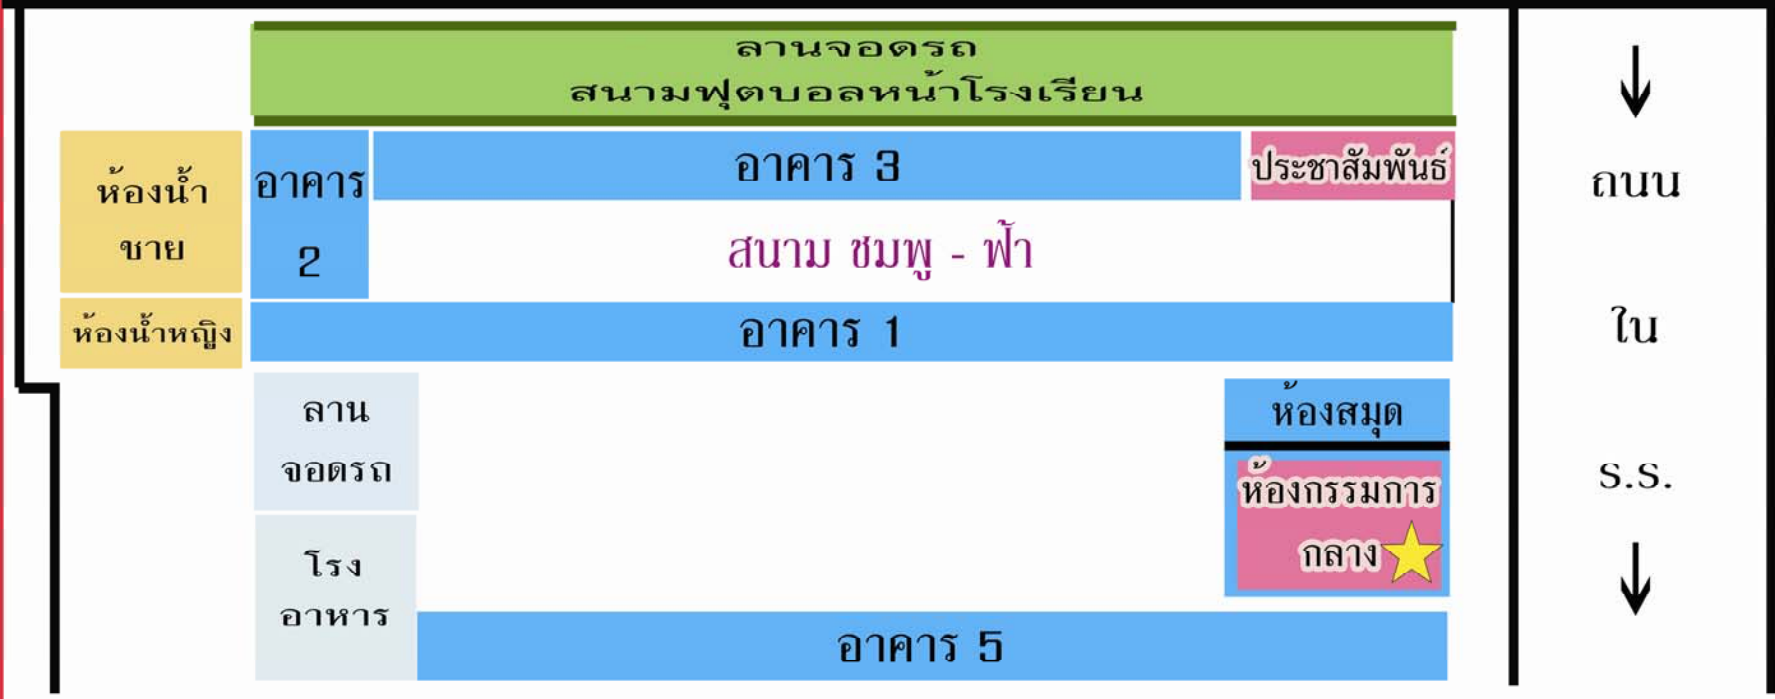 ลานจอดรถ
สนามฟุตบอลหน้าโรงเรียน
ห้องน้ำ
ชาย
อาคาร
2
อาคาร 3
ประชาสัมพันธ์
สนาม ชมพู - ฟ้า
ห้องน้ำหญิง
อาคาร 1
ลาน
จอดรถ
ห้องสมุด
ห้องกรรมการ
กลาง
โรง
อาหาร
อาคาร 5
ถนน
ใน
ร.ร.